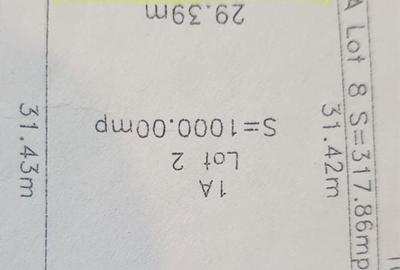 1A
Lot 2
S=1000.00mp
29.39m
31.43m
31.42m
A Lot 8 S=317.86mp